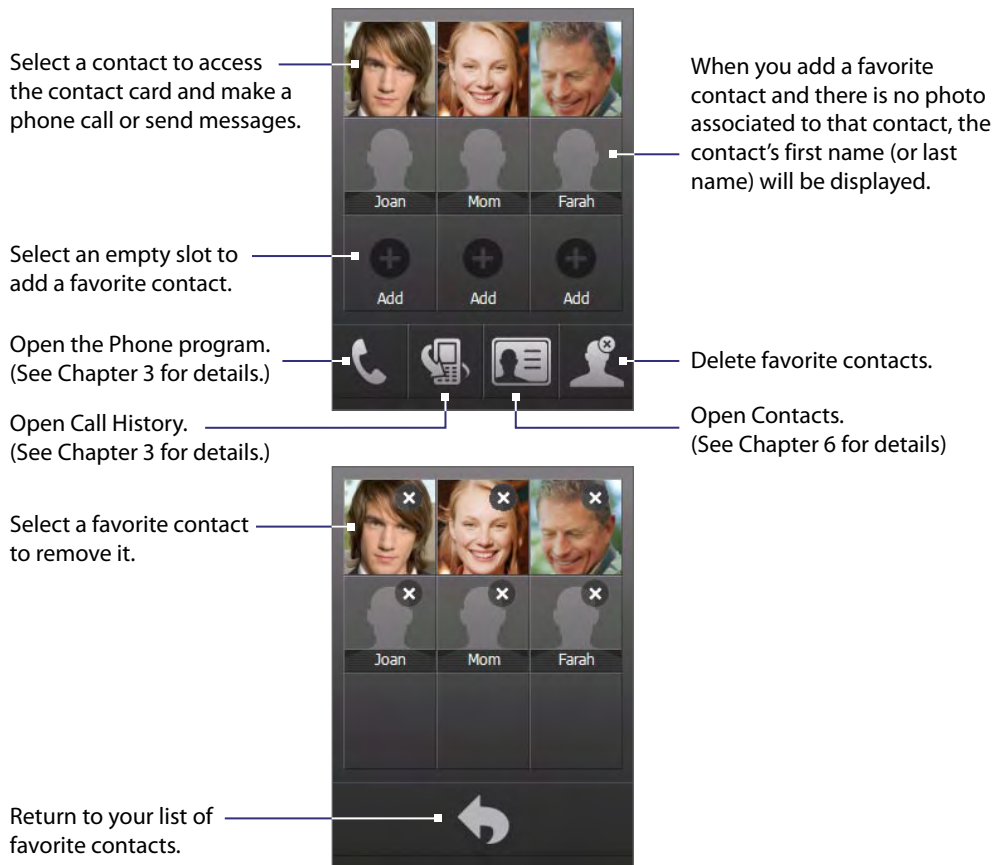 Select a contact to access
the contact card and make a
phone call or send messages.
When you add a favorite
contact and there is no photo
associated to that contact, the
contact's first name (or last
name) will be displayed.
Joan
Mom
Farah
Select an empty slot to
add a favorite contact.
Add
Add
Add
Open the Phone program.
(See Chapter 3 for details.)
Delete favorite contacts.
Open Call History.
(See Chapter 3 for details.)
Open Contacts.
(See Chapter 6 for details)
Select a favorite contact
to remove it.
Joan
Mom
Farah
Return to your list of
favorite contacts.